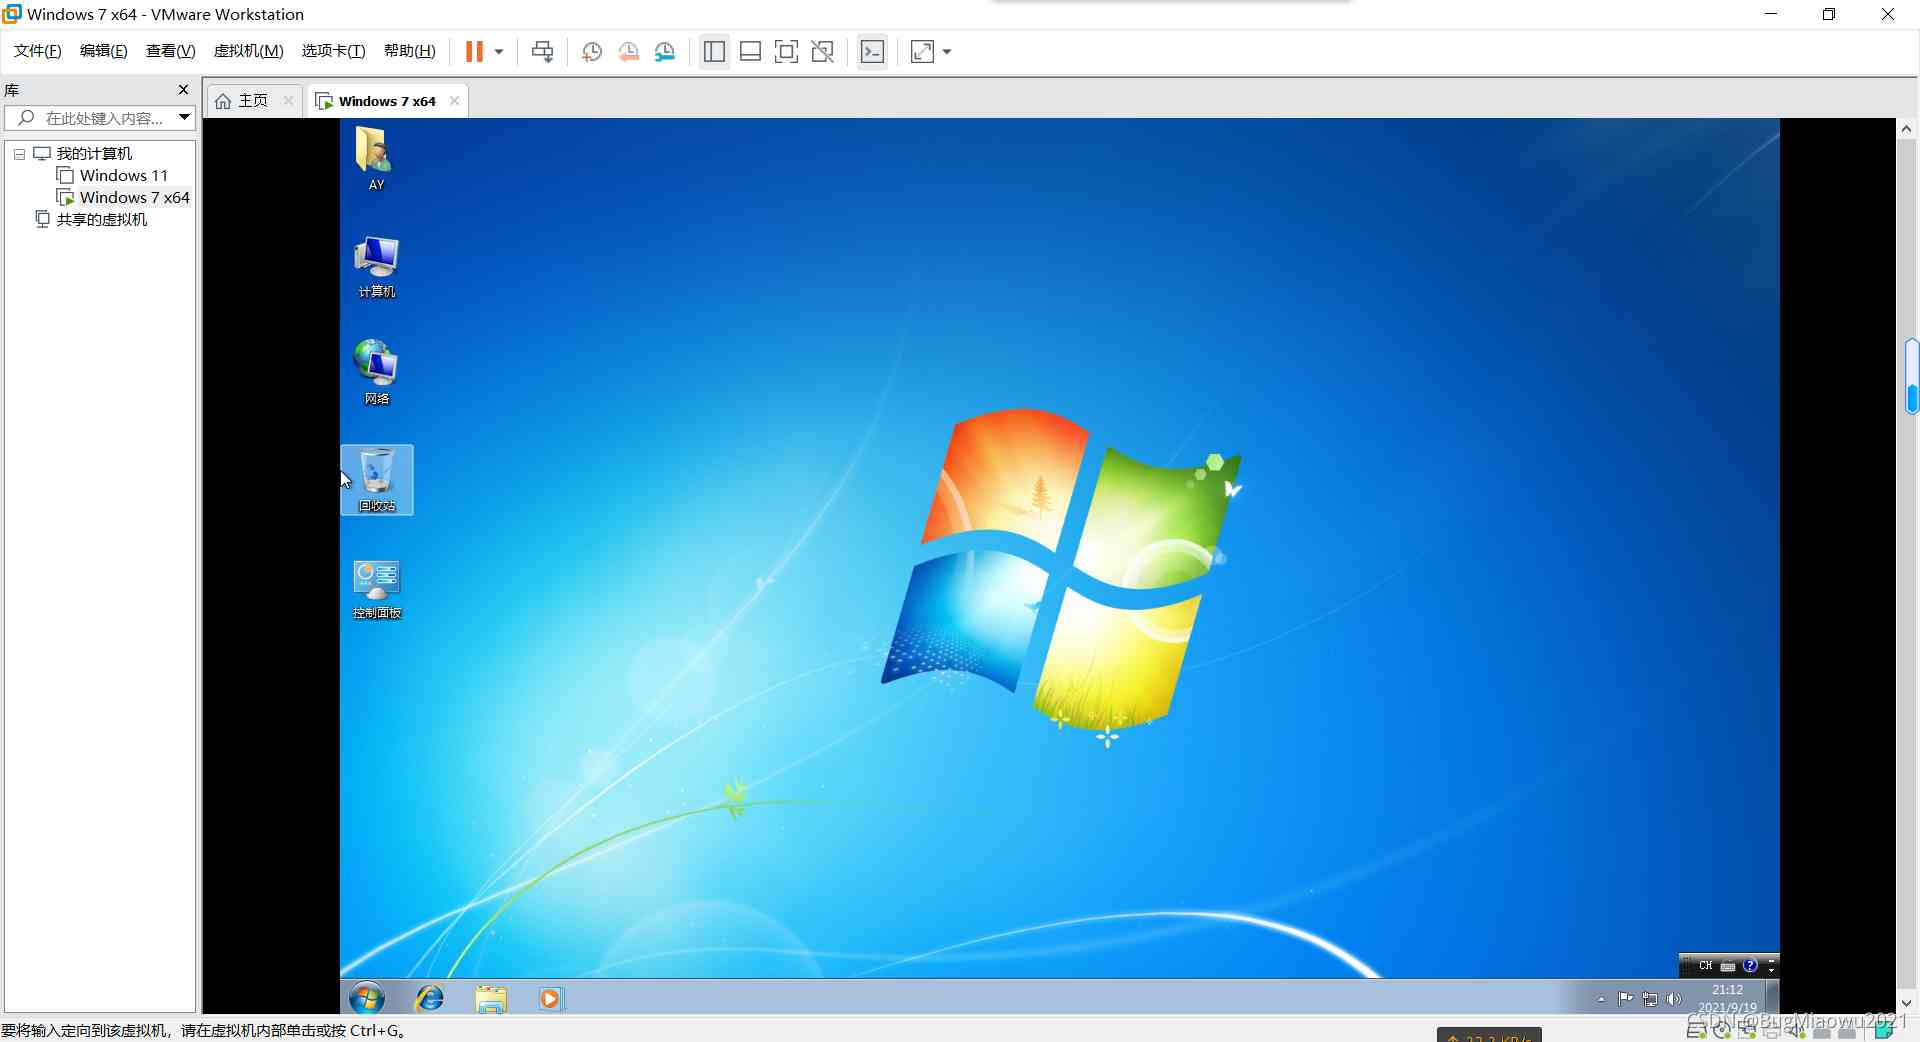 Windows 7 x64 - VMware Workstation
文件(F) 编辑(E) 查看(V) 虚拟机(M) 选项卡(T) 帮助(H)
库
在此处键入内容...
我的计算机
Windows 11
Windows 7 x64
共享的虚拟机
主页
Windows 7 x64
AY
计算机
网络
回收站
控制面板
CH
21:12
2021/9/19
要将输入定向到该虚拟机，请在虚拟机内部单击或按 Ctrl+G。
CSDN @BugMiaowu2021